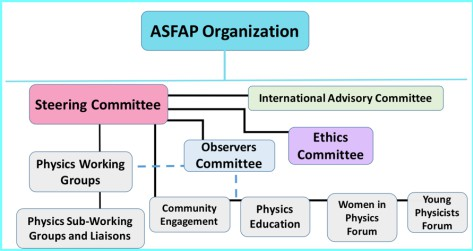 ASFAP Organization
Steering Committee
International Advisory Committee
Observers
Committee
Ethics
Committee
Physics Working
Groups
Physics Sub-Working
Groups and Liaisons
Community
Engagement
Physics
Education
Women in
Physics
Forum
Young
Physicists
Forum